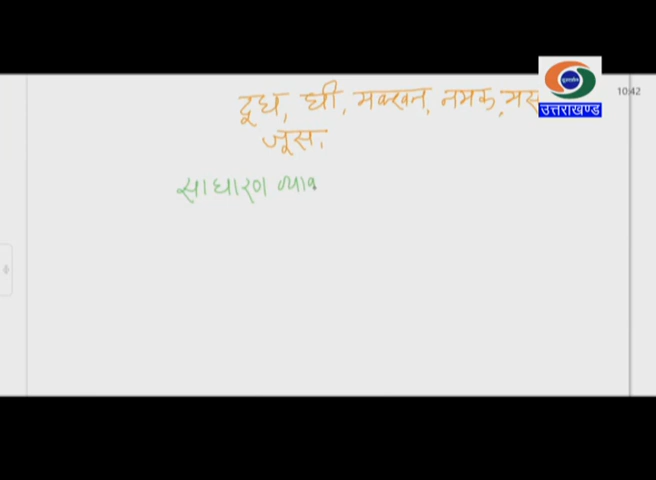 दूध, घी, मक्खन, नमक,
उत्तराखण्ड
10:42
जूस,
साधारण